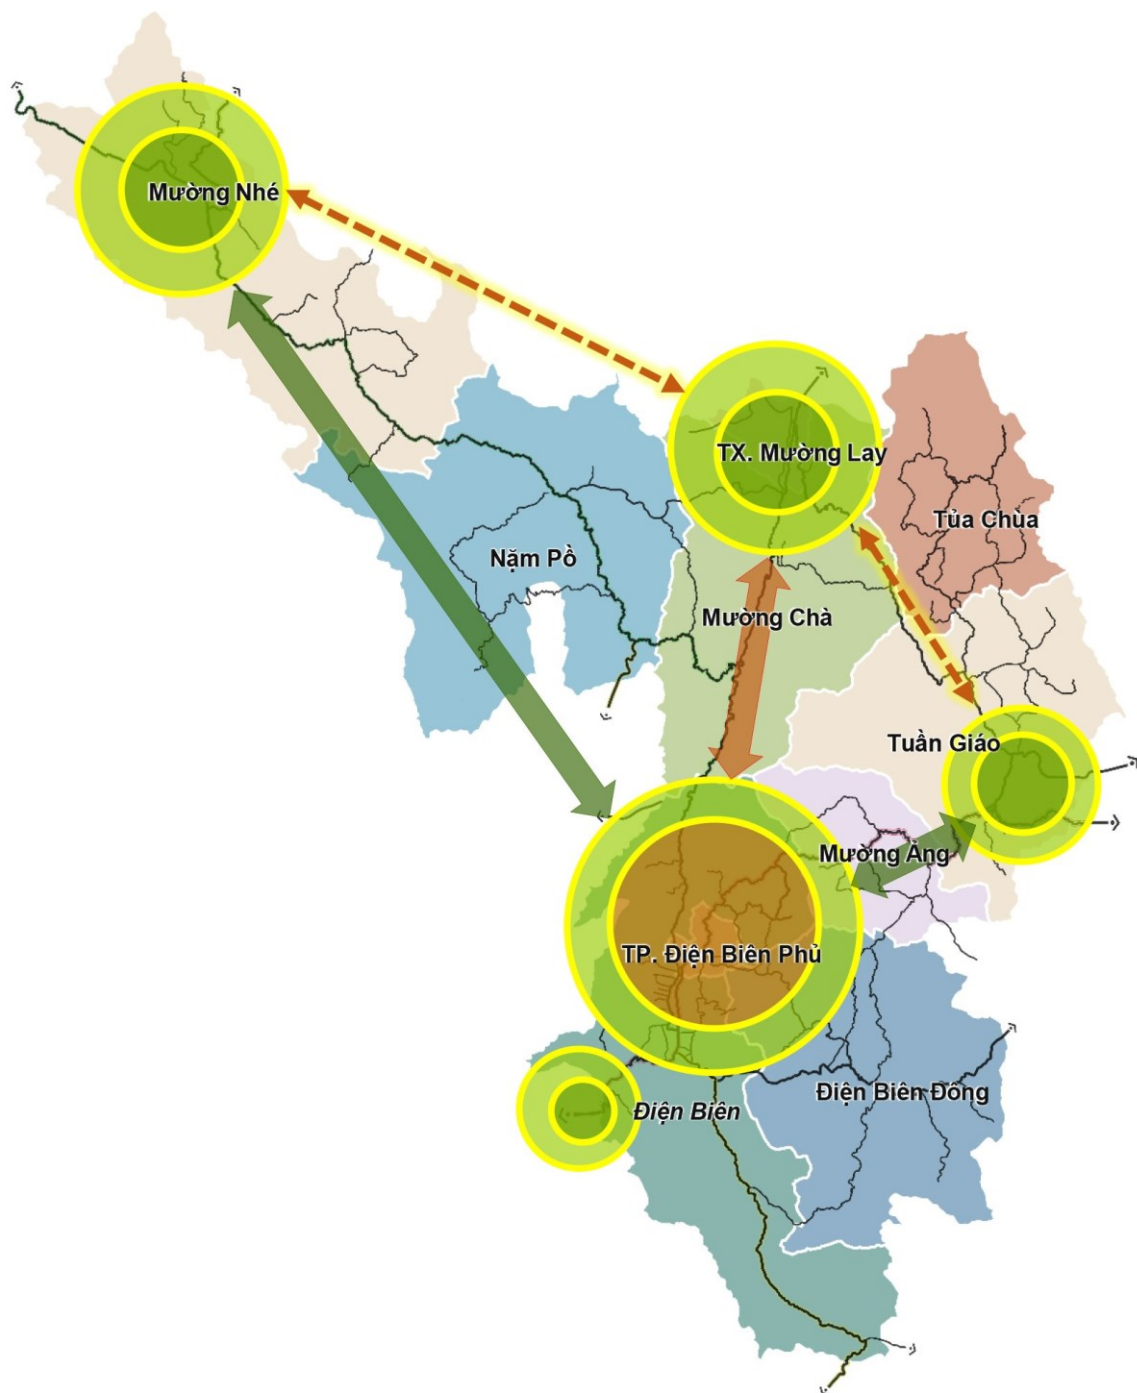 Mường Nhé
TX. Mường Lay
Tủa Chùa
Nặm Pồ
Mường Chà
Tuần Giáo
Mường Ảng
TP. Điện Biên Phủ
Điện Biên Đông
Điện Biên